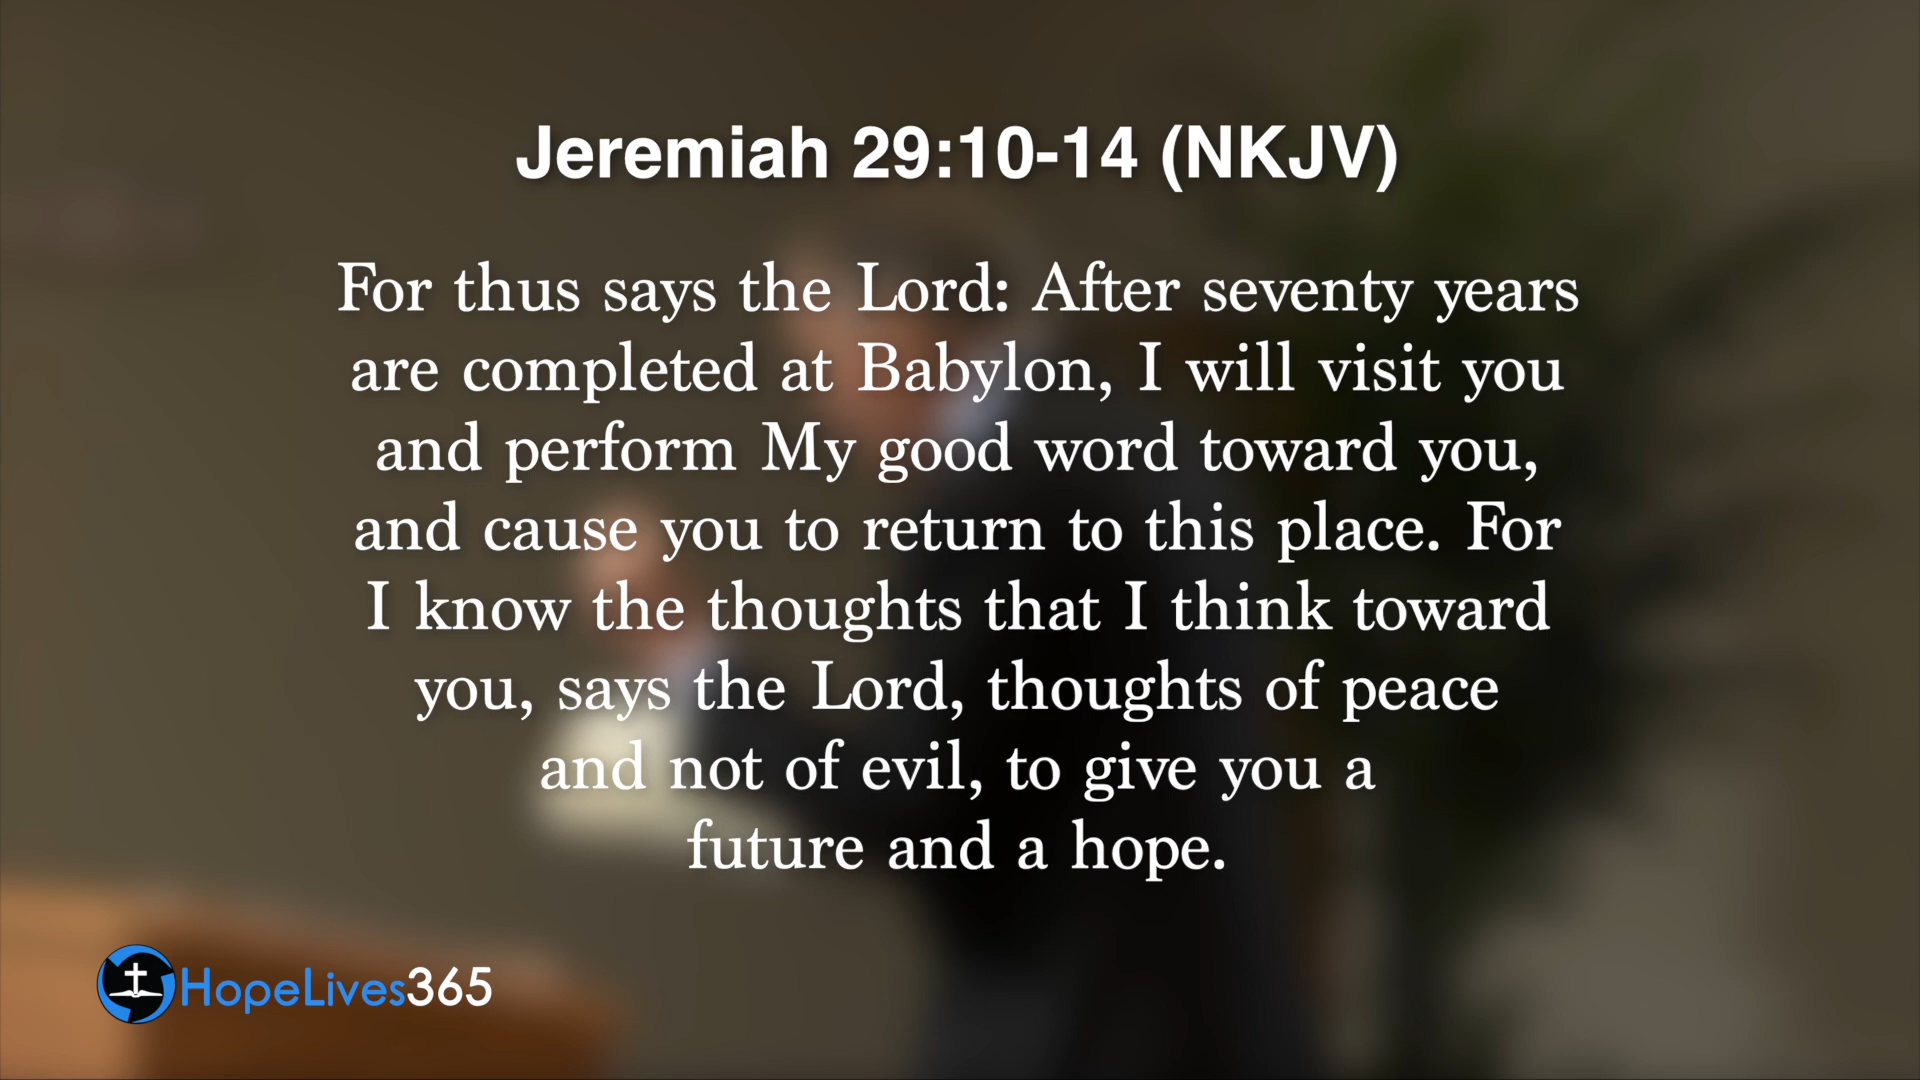 Jeremiah 29:10-14 (NKJV)
For thus says the Lord: After seventy years
are completed at Babylon, I will visit you
and perform My good word toward you,
and cause you to return to this place. For
I know the thoughts that I think toward
you, says the Lord, thoughts of peace
and not of evil, to give you a
future and a hope.
HopeLives365